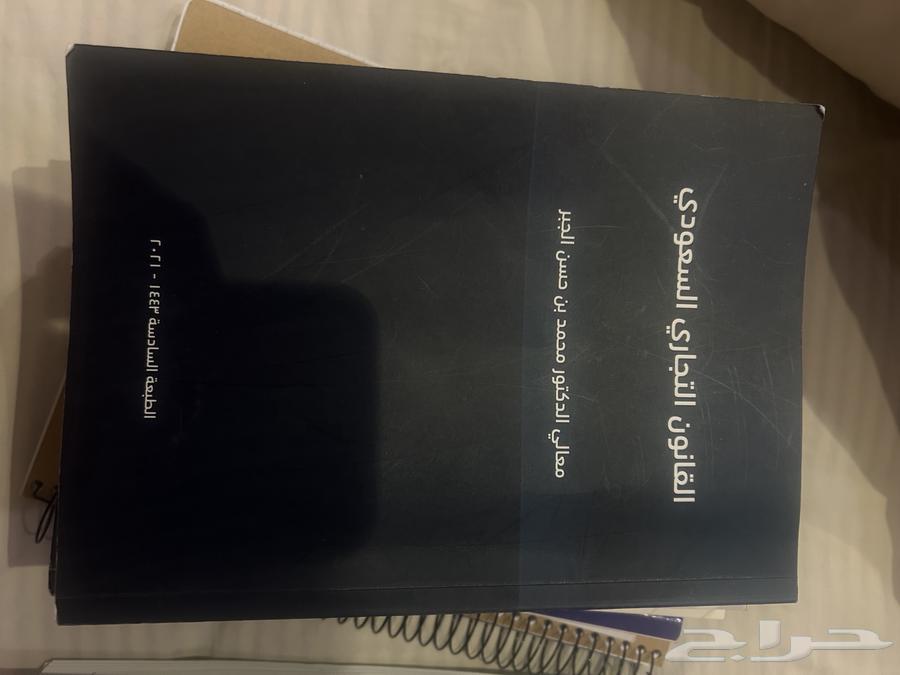 القانون التجاري السعودي
معالي الدكتور محمد بن حسن الجبر
الطبعة السادسة ١٤٤٣ - ٢٠٢١
حراج